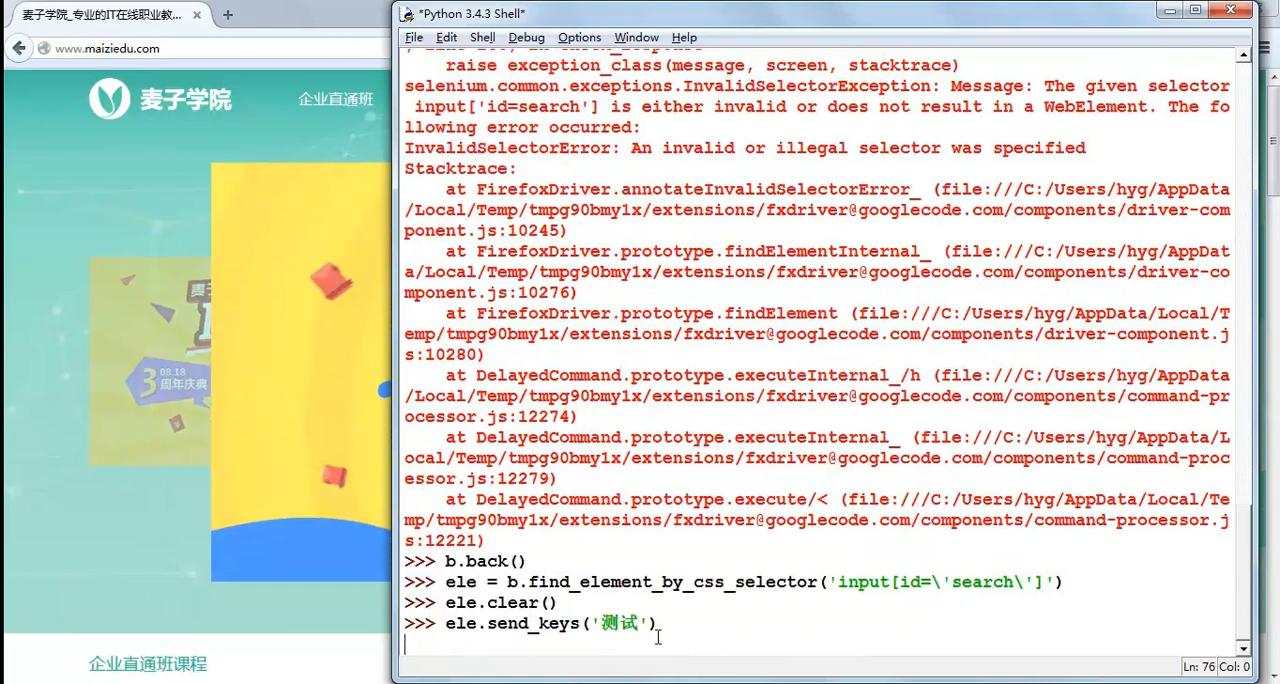 麦子学院_专业的IT在线职业教...
www.maiziedu.com
麦子学院
企业直通班
08.18
3 周年庆典
企业直通班课程
*Python 3.4.3 Shell*
File Edit Shell Debug Options Window Help
raise exception_class(message, screen, stacktrace)
selenium.common.exceptions.InvalidSelectorException: Message: The given selector
input['id=search'] is either invalid or does not result in a WebElement. The fo
llowing error occurred:
InvalidSelectorError: An invalid or illegal selector was specified
Stacktrace:
at FirefoxDriver.annotateInvalidSelectorError_ (file:///C:/Users/hyg/AppData
/Local/Temp/tmpg90bmy1x/extensions/fxdriver@googlecode.com/components/driver-com
ponent.js:10245)
at FirefoxDriver.prototype.findElementInternal_ (file:///C:/Users/hyg/AppDat
a/Local/Temp/tmpg90bmy1x/extensions/fxdriver@googlecode.com/components/driver-co
mponent.js:10276)
at FirefoxDriver.prototype.findElement (file:///C:/Users/hyg/AppData/Local/T
emp/tmpg90bmy1x/extensions/fxdriver@googlecode.com/components/driver-component.j
s:10280)
at DelayedCommand.prototype.executeInternal_/h (file:///C:/Users/hyg/AppData
/Local/Temp/tmpg90bmy1x/extensions/fxdriver@googlecode.com/components/command-pr
ocessor.js:12274)
at DelayedCommand.prototype.executeInternal_ (file:///C:/Users/hyg/AppData/L
ocal/Temp/tmpg90bmy1x/extensions/fxdriver@googlecode.com/components/command-proc
essor.js:12279)
at DelayedCommand.prototype.execute/< (file:///C:/Users/hyg/AppData/Local/Te
mp/tmpg90bmy1x/extensions/fxdriver@googlecode.com/components/command-processor.j
s:12221)
>>> b.back()
>>> ele = b.find_element_by_css_selector('input[id=\'search\']')
>>> ele.clear()
>>> ele.send_keys('测试')
Ln: 76 Col: 0